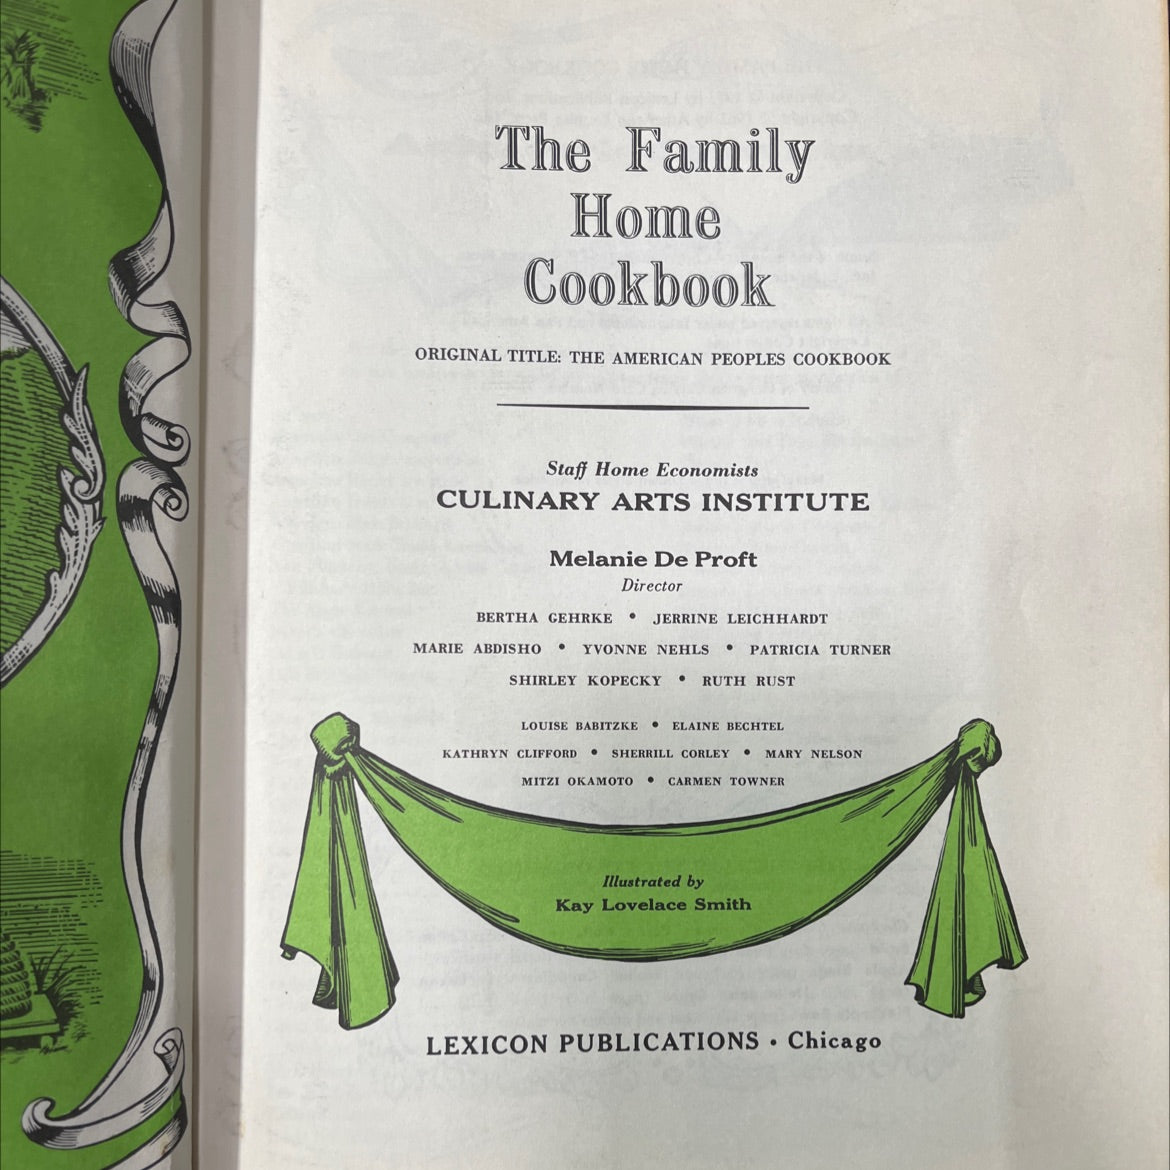 The Family
Home
Cookbook
ORIGINAL TITLE: THE AMERICAN PEOPLES COOKBOOK
Staff Home Economists
CULINARY ARTS INSTITUTE
Melanie De Proft
Director
BERTHA GEHRKE • JERRINE LEICHHARDT
MARIE ABDISHO • YVONNE NEHLS • PATRICIA TURNER
SHIRLEY KOPECKY • RUTH RUST
LOUISE BABITZKE • ELAINE BECHTEL
KATHRYN CLIFFORD • SHERRILL CORLEY • MARY NELSON
MITZI OKAMOTO • CARMEN TOWNER
Illustrated by
Kay Lovelace Smith
LEXICON PUBLICATIONS • Chicago